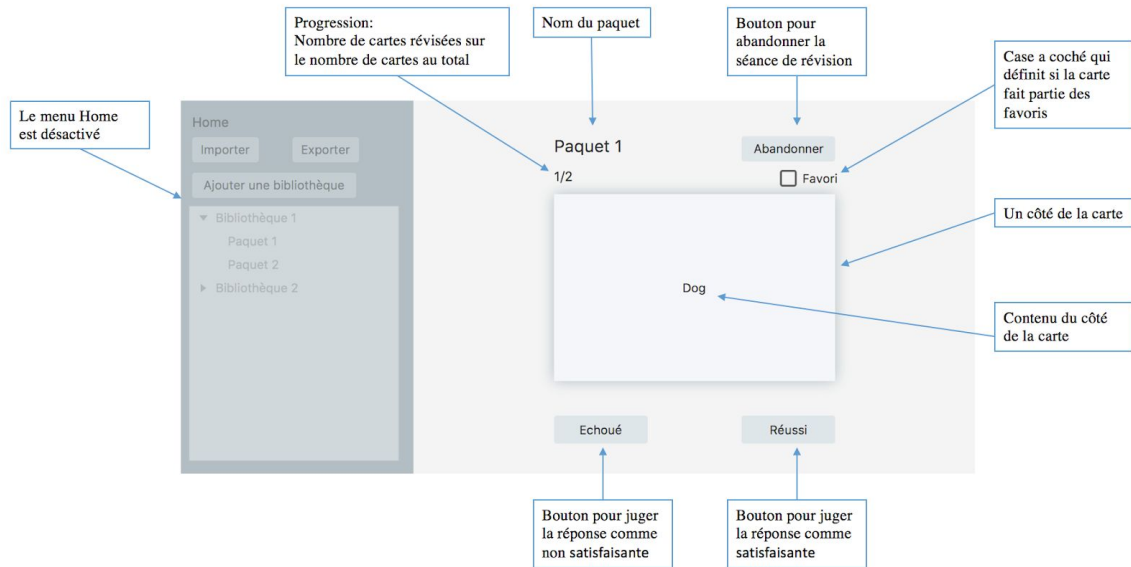 Progression:
Nombre de cartes révisées sur
le nombre de cartes au total
Nom du paquet
Bouton pour
abandonner la
séance de révision
Case a coché qui
définit si la carte
fait partie des
favoris
Le menu Home
est désactivé
Home
Importer
Exporter
Ajouter une bibliothèque
Bibliothèque 1
Paquet 1
Paquet 2
Bibliothèque 2
Paquet 1
Abandonner
1/2
Favori
Dog
Un côté de la carte
Contenu du côté
de la carte
Echoué
Réussi
Bouton pour juger
la réponse comme
non satisfaisante
Bouton pour juger
la réponse comme
satisfaisante